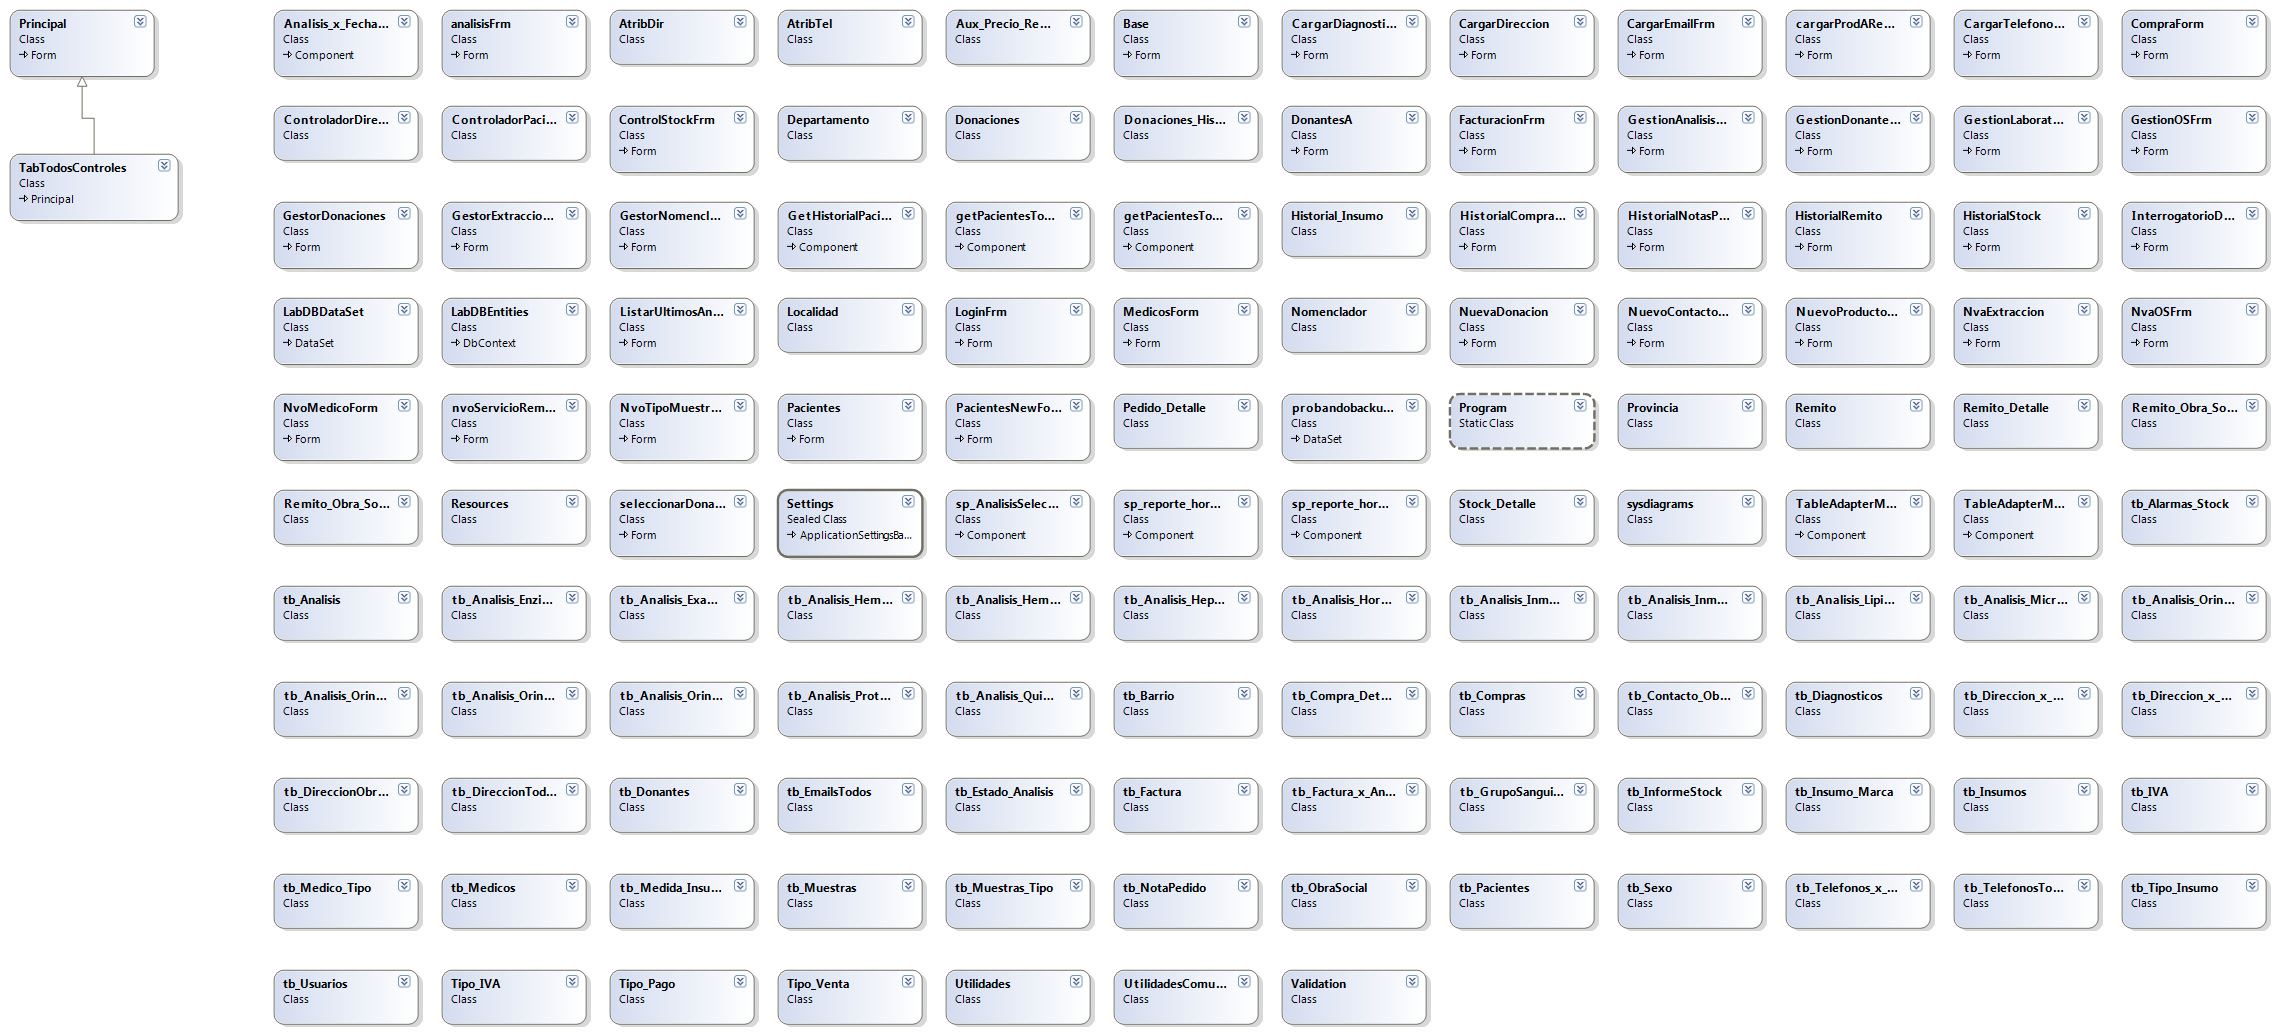 Principal
Class
Form
TabTodosControles
Class
Principal
Analisis_x_Fecha...
Class
Component
analisisFrm
Class
Form
AtribDir
Class
AtribTel
Class
Aux_Precio_Re...
Class
Base
Class
Form
CargarDiagnosti...
Class
Form
CargarDireccion
Class
Form
CargarEmailFrm
Class
Form
cargarProdARe...
Class
Form
CargarTelefono...
Class
Form
CompraForm
Class
Form
ControladorDire...
Class
ControladorPaci...
Class
ControlStockFrm
Class
Form
Departamento
Class
Donaciones
Class
Donaciones_His...
Class
DonantesA
Class
Form
FacturacionFrm
Class
Form
GestionAnalisis...
Class
Form
GestionDonante...
Class
Form
GestionLaborat...
Class
Form
GestionOSFrm
Class
Form
GestorDonaciones
Class
Form
GestorExtraccio...
Class
Form
GestorNomencl...
Class
Form
GetHistorialPaci...
Class
Component
getPacientesTo...
Class
Component
getPacientesTo...
Class
Component
Historial_Insumo
Class
HistorialCompra...
Class
Form
HistorialNotasP...
Class
Form
HistorialRemito
Class
Form
HistorialStock
Class
Form
InterrogatorioD...
Class
Form
LabDBDataSet
Class
DataSet
LabDBEntities
Class
DbContext
ListarUltimosAn...
Class
Form
Localidad
Class
LoginFrm
Class
Form
MedicosForm
Class
Form
Nomenclador
Class
NuevaDonacion
Class
Form
NuevoContacto...
Class
Form
NuevoProducto...
Class
Form
NvaExtraccion
Class
Form
NvaOSFrm
Class
Form
NvoMedicoForm
Class
Form
nvoServicioRem...
Class
Form
NvoTipoMuestr...
Class
Form
Pacientes
Class
Form
PacientesNewFo...
Class
Form
Pedido_Detalle
Class
probandobacku...
Class
DataSet
Program
Static Class
Provincia
Class
Remito
Class
Remito_Detalle
Class
Remito_Obra_So...
Class
Remito_Obra_So...
Class
Resources
Class
seleccionarDona...
Class
Form
Settings
Sealed Class
ApplicationSettingsBa...
sp_AnalisisSelec...
Class
Component
sp_reporte_hor...
Class
Component
sp_reporte_hor...
Class
Component
Stock_Detalle
Class
sysdiagrams
Class
TableAdapterM...
Class
Component
TableAdapterM...
Class
Component
tb_Alarmas_Stock
Class
tb_Analisis
Class
tb_Analisis_Enzi...
Class
tb_Analisis_Exa...
Class
tb_Analisis_Hem...
Class
tb_Analisis_Hem...
Class
tb_Analisis_Hep...
Class
tb_Analisis_Hor...
Class
tb_Analisis_Inm...
Class
tb_Analisis_Inm...
Class
tb_Analisis_Lipi...
Class
tb_Analisis_Micr...
Class
tb_Analisis_Orin...
Class
tb_Analisis_Orin...
Class
tb_Analisis_Orin...
Class
tb_Analisis_Orin...
Class
tb_Analisis_Prot...
Class
tb_Analisis_Qui...
Class
tb_Barrio
Class
tb_Compra_Det...
Class
tb_Compras
Class
tb_Contacto_Ob...
Class
tb_Diagnosticos
Class
tb_Direccion_x_...
Class
tb_Direccion_x_...
Class
tb_DireccionObr...
Class
tb_DireccionTod...
Class
tb_Donantes
Class
tb_EmailsTodos
Class
tb_Estado_Analisis
Class
tb_Factura
Class
tb_Factura_x_An...
Class
tb_GrupoSangui...
Class
tb_InformeStock
Class
tb_Insumo_Marca
Class
tb_Insumos
Class
tb_IVA
Class
tb_Medico_Tipo
Class
tb_Medicos
Class
tb_Medida_Insu...
Class
tb_Muestras
Class
tb_Muestras_Tipo
Class
tb_NotaPedido
Class
tb_ObraSocial
Class
tb_Pacientes
Class
tb_Sexo
Class
tb_Telefonos_x_...
Class
tb_TelefonosTo...
Class
tb_Tipo_Insumo
Class
tb_Usuarios
Class
Tipo_IVA
Class
Tipo_Pago
Class
Tipo_Venta
Class
Utilidades
Class
UtilidadesComu...
Class
Validation
Class